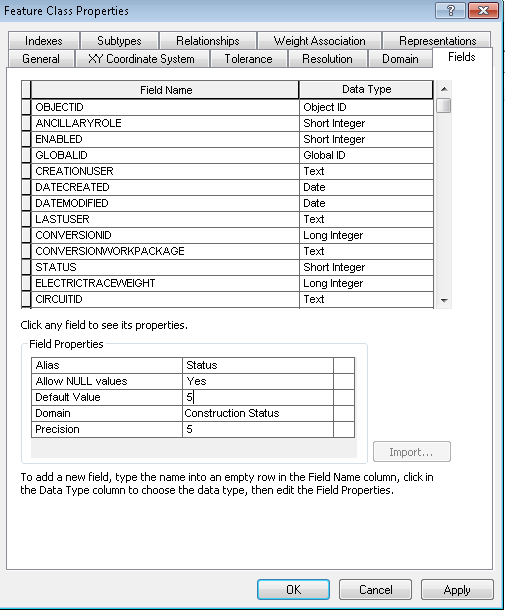 Feature Class Properties
Indexes Subtypes Relationships Weight Association Representations
General XY Coordinate System Tolerance Resolution Domain Fields
Field Name Data Type
OBJECTID Object ID
ANCILLARYROLE Short Integer
ENABLED Short Integer
GLOBALID Global ID
CREATIONUSER Text
DATECREATED Date
DATEMODIFIED Date
LASTUSER Text
CONVERSIONID Long Integer
CONVERSIONWORKPACKAGE Text
STATUS Short Integer
ELECTRICTRACEWEIGHT Long Integer
CIRCUITID Text
Click any field to see its properties.
Field Properties
Alias Status
Allow NULL values Yes
Default Value 5
Domain Construction Status
Precision 5
Import...
To add a new field, type the name into an empty row in the Field Name column, click in
the Data Type column to choose the data type, then edit the Field Properties.
OK Cancel Apply